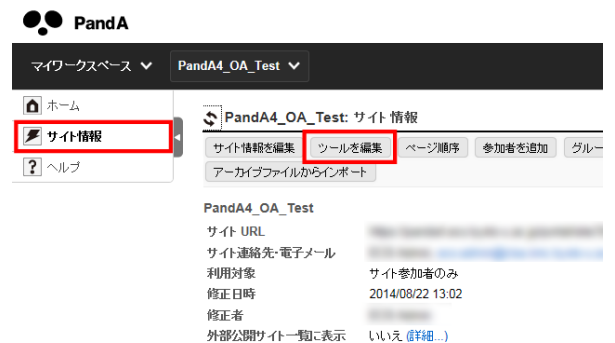 PandA
マイワークスペース PandA4_OA_Test
ホーム
サイト情報
ヘルプ
PandA4_OA_Test: サイト情報
サイト情報を編集 ツールを編集 ページ順序 参加者を追加 グルー
アーカイブファイルからインポート
PandA4_OA_Test
サイト URL
サイト連絡先・電子メール
利用対象 サイト参加者のみ
修正日時 2014/08/22 13:02
修正者
外部公開サイト一覧に表示 いいえ (詳細...)